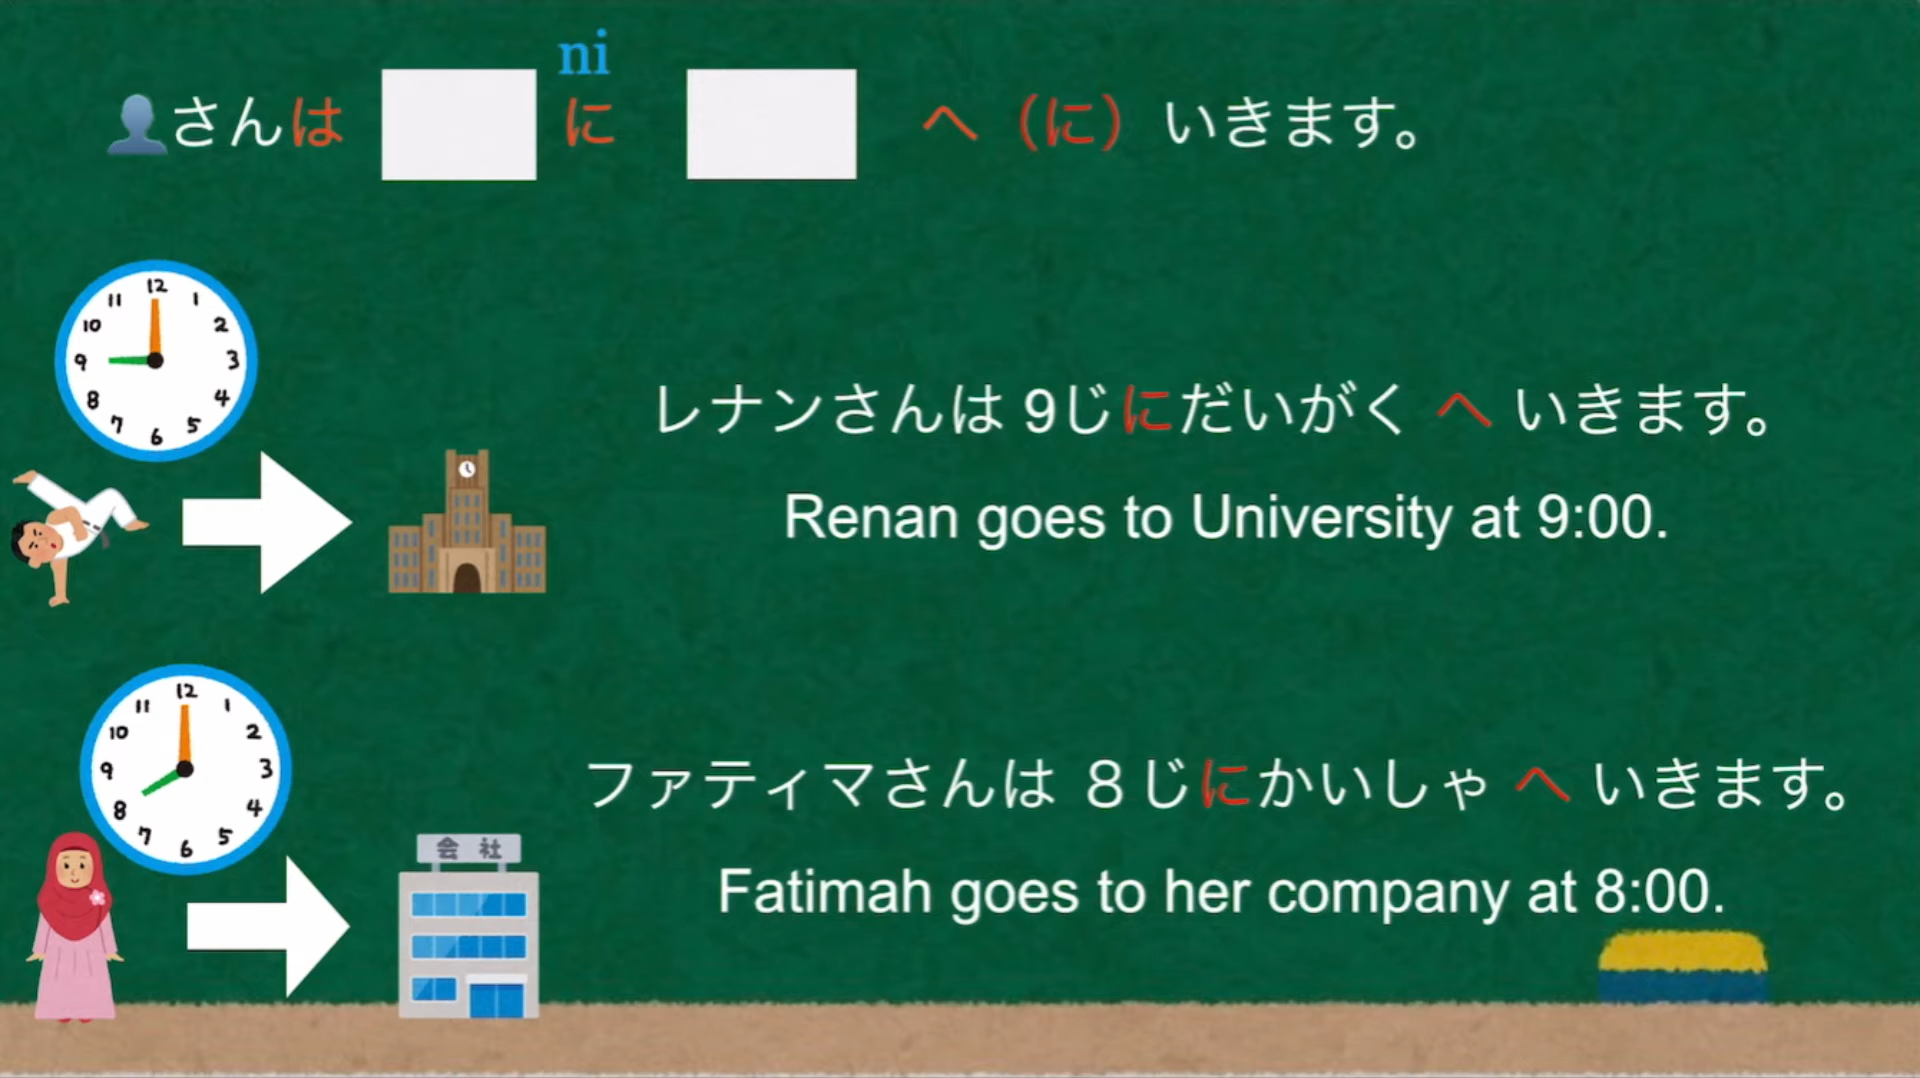 ni
さんは に へ（に）いきます。
12
11 1
10 2
9 3
8 4
7 5
6
レナンさんは 9じにだいがく へ いきます。
Renan goes to University at 9:00.
12
11 1
10 2
9 3
8 4
7 5
6
ファティマさんは ８じにかいしゃ へ いきます。
会 社
Fatimah goes to her company at 8:00.